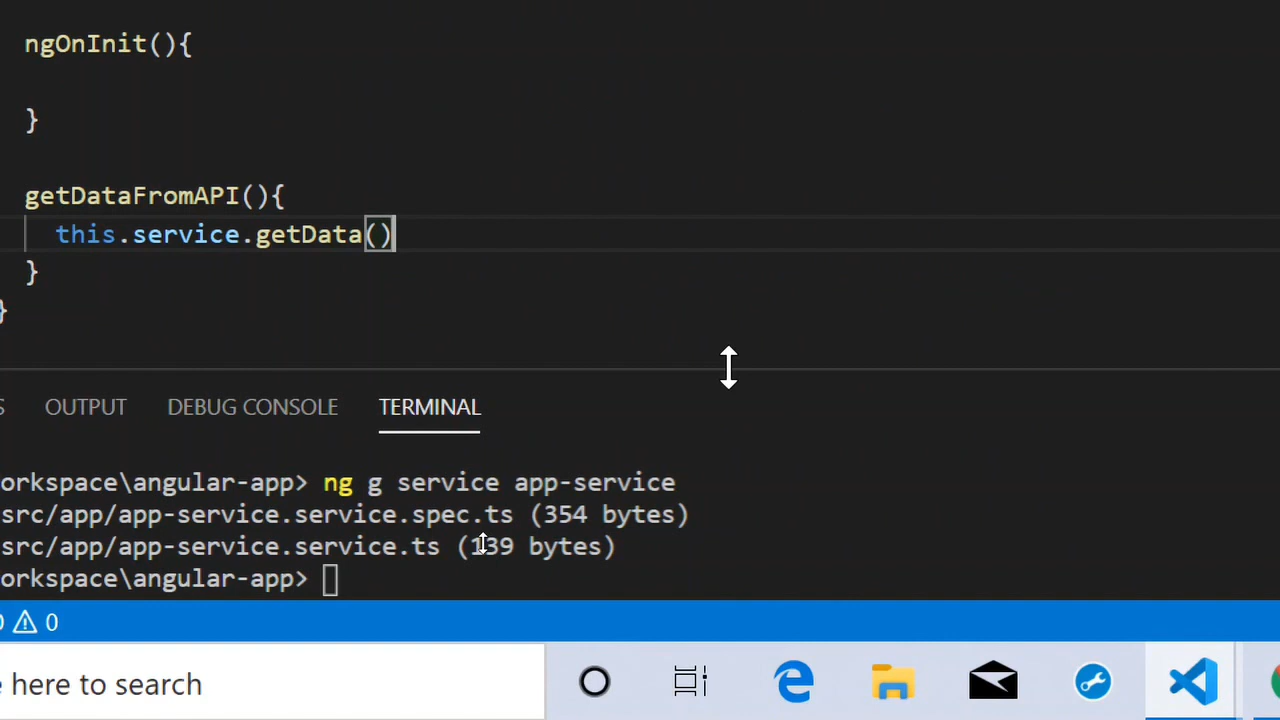 ngOnInit(){
}
getDataFromAPI(){
this.service.getData()
}
}
OUTPUT DEBUG CONSOLE TERMINAL
orkspace\angular-app> ng g service app-service
src/app/app-service.service.spec.ts (354 bytes)
src/app/app-service.service.ts (139 bytes)
orkspace\angular-app>
0
here to search